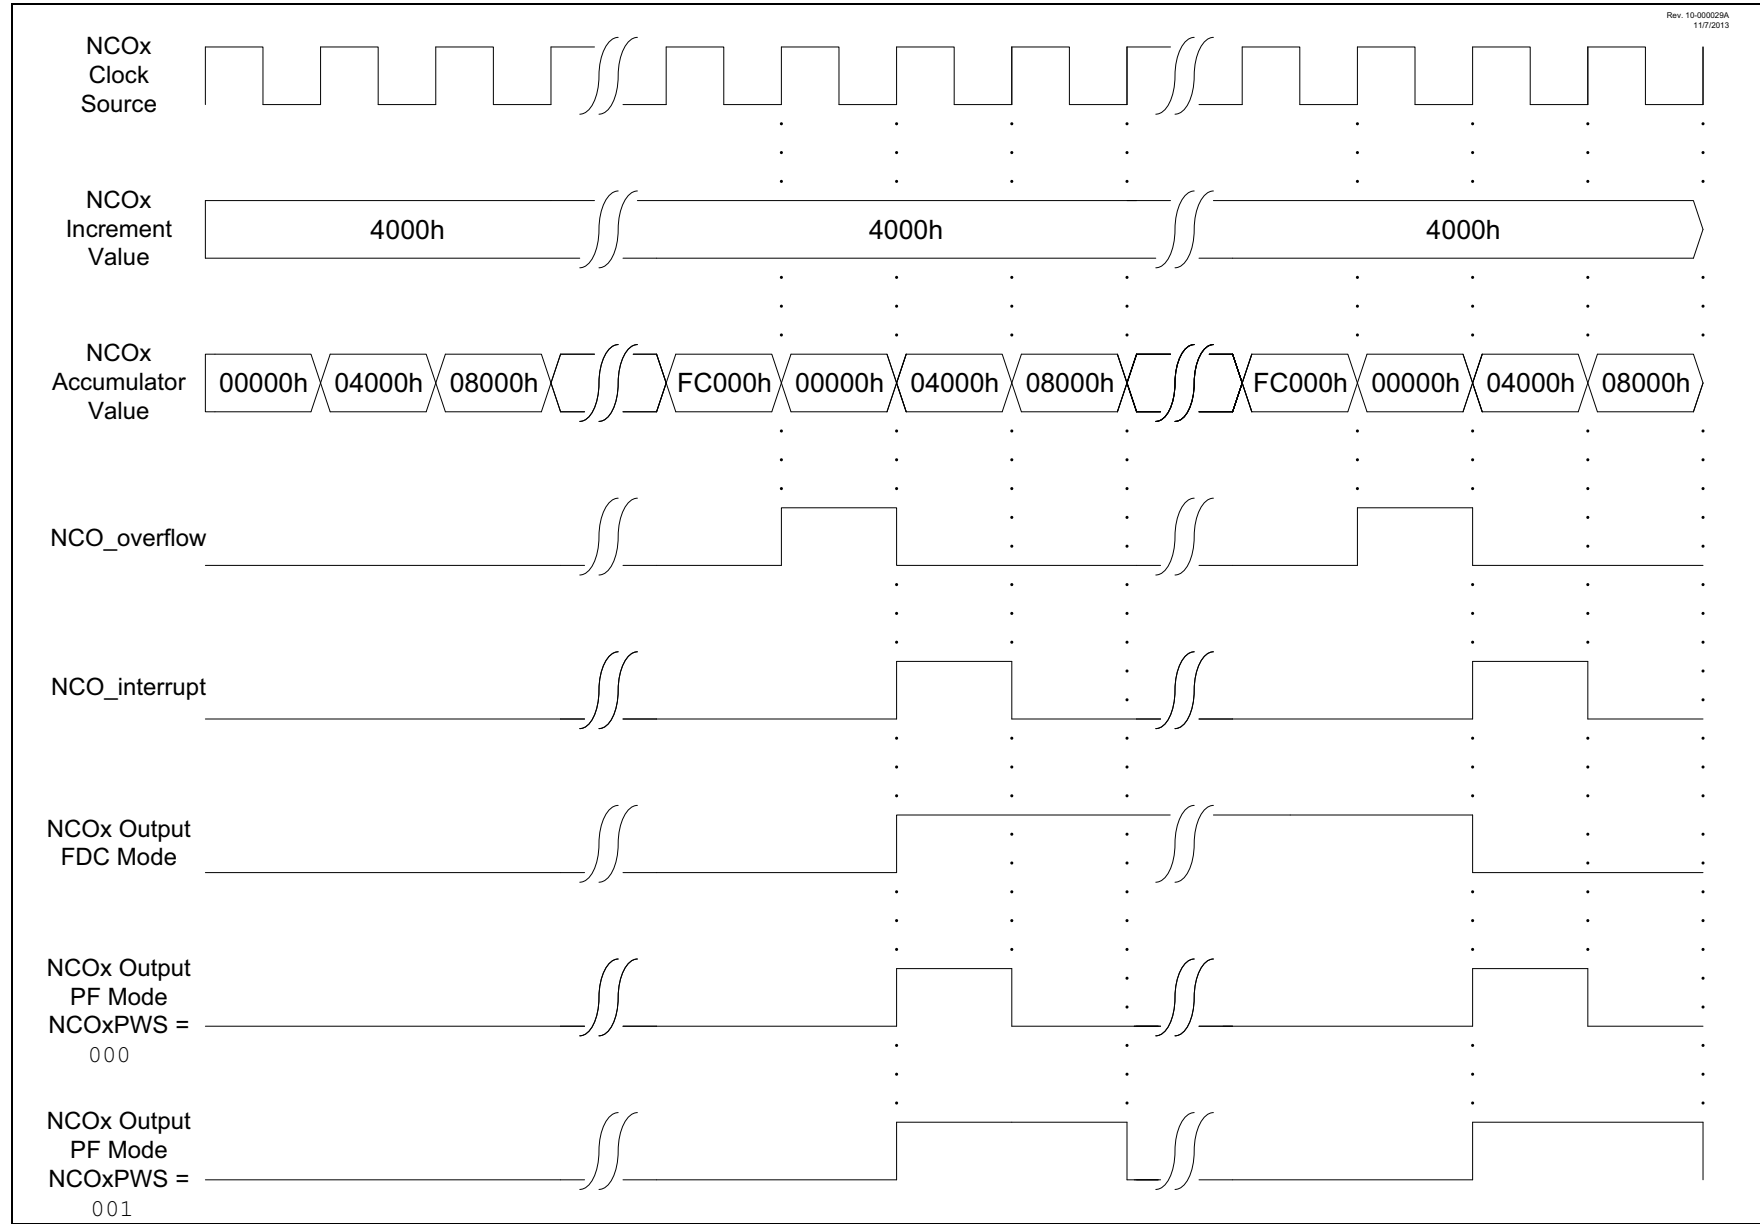 Rev. 10-000029A
11/7/2013
NCOx
Clock
Source
NCOx
Increment
Value
4000h
4000h
4000h
NCOx
Accumulator
Value
00000h 04000h 08000h FC000h 00000h 04000h 08000h FC000h 00000h 04000h 08000h
NCO_overflow
NCO_interrupt
NCOx Output
FDC Mode
NCOx Output
PF Mode
NCOxPWS =
000
NCOx Output
PF Mode
NCOxPWS =
001